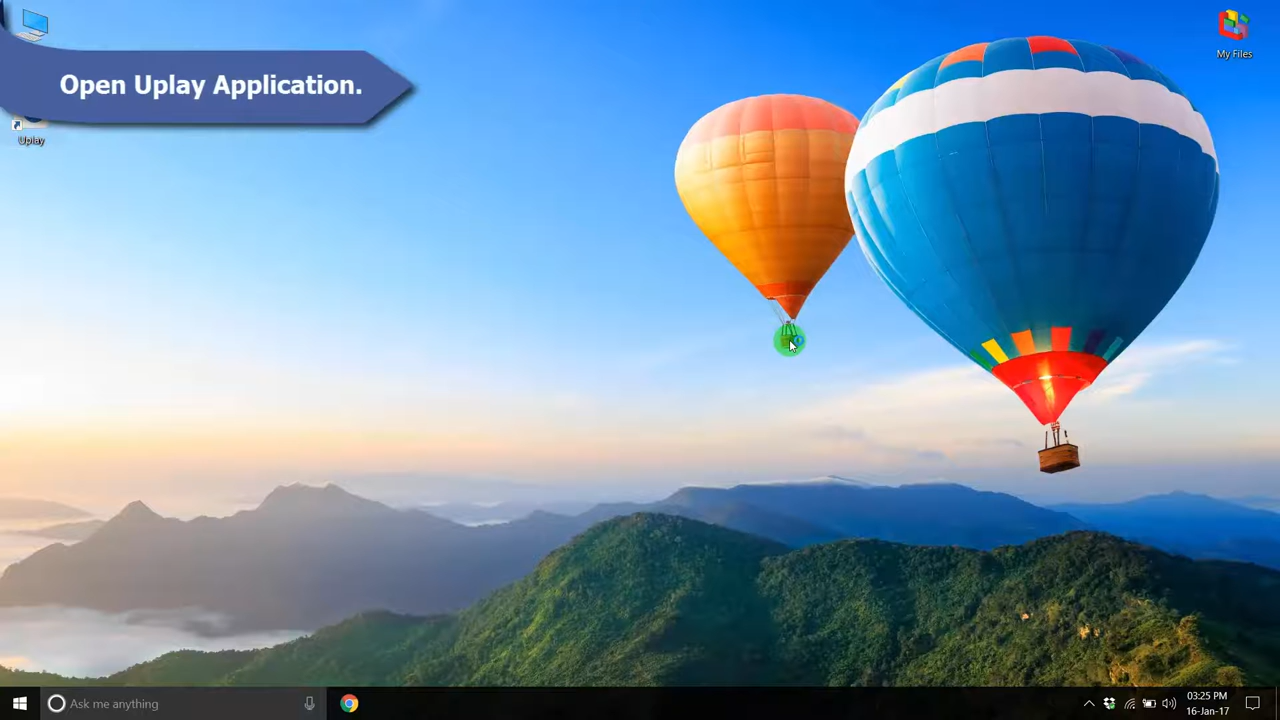 Open Uplay Application.
My Files
Uplay
Ask me anything
03:25 PM
16-Jan-17